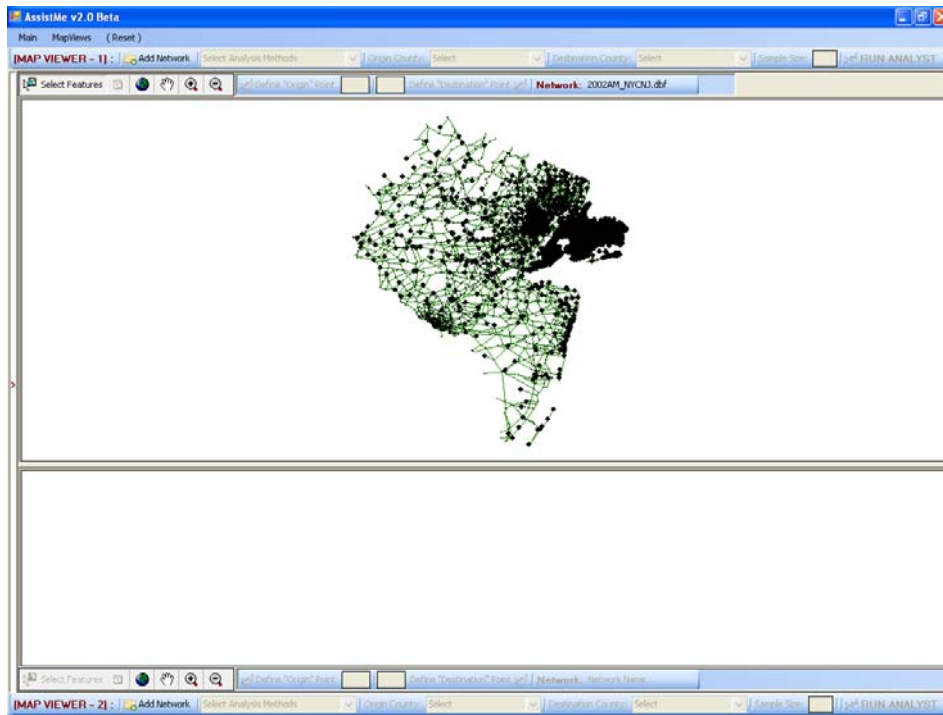 AssistMe v2.0 Beta
Main MapViews (Reset)
[MAP VIEWER - 1] : Add Network Select Analysis Methods Origin County: Select Destination County: Select Sample Size: RUN ANALYST
Select Features Define "Origin" Point Define "Destination" Point Network: 2002AM_NYCNJ.dbf
>
Select Features Define "Origin" Point Define "Destination" Point Network: Network Name...
[MAP VIEWER - 2] : Add Network Select Analysis Methods Origin County: Select Destination County: Select Sample Size: RUN ANALYST